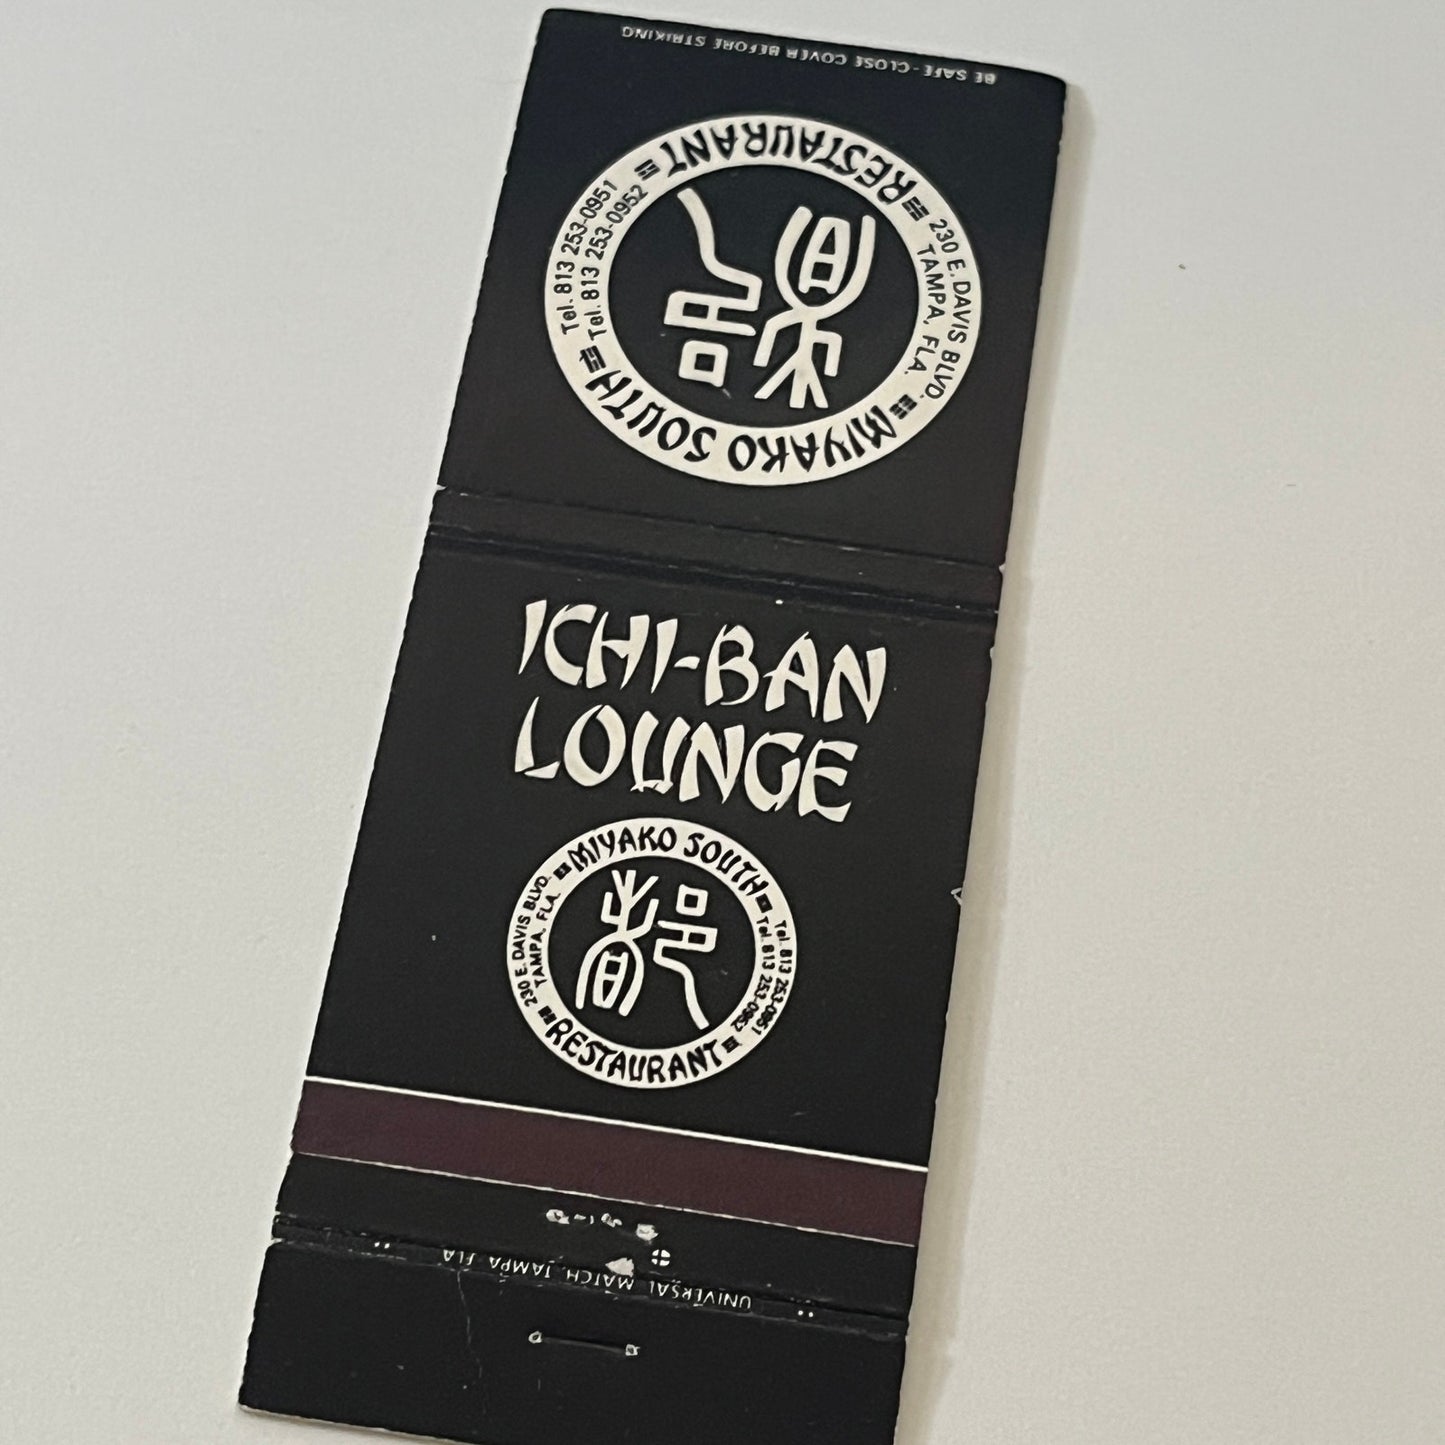 BE SAFE - CLOSE COVER BEFORE STRIKING
MIYAKO SOUTH
RESTAURANT
230 E. DAVIS BLVD.
TAMPA, FLA.
Tel. 813 253-0951
Tel. 813 253-0952
ICHI-BAN
LOUNGE
MIYAKO SOUTH
230 E. DAVIS BLVD.
TAMPA, FLA.
Tel. 813 253-0951
Tel. 813 253-0952
RESTAURANT
UNIVERSAL MATCH, TAMPA, FLA